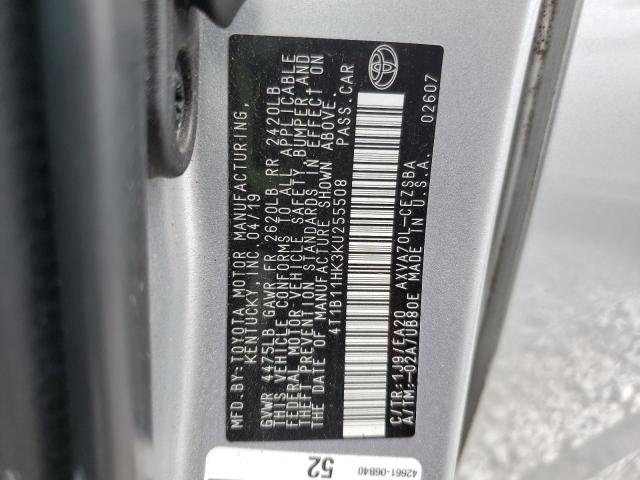 MFD.BY:TOYOTA MOTOR MANUFACTURING,
KENTUCKY, INC 04/19
GVWR 4475LB GAWR FR 2620LB RR 2420LB
THIS VEHICLE CONFORMS TO ALL APPLICABLE
FEDERAL MOTOR VEHICLE SAFETY, BUMPER, AND
THEFT PREVENTION STANDARDS IN EFFECT ON
THE DATE OF MANUFACTURE SHOWN ABOVE.
4T1B11HK3KU255508 PASS.CAR
C/TR:1J9/EA20 AXVA70L-CEZSBA
A/TM:-02A/UB80E MADE IN U.S.A. 02607
52
42661-06B40